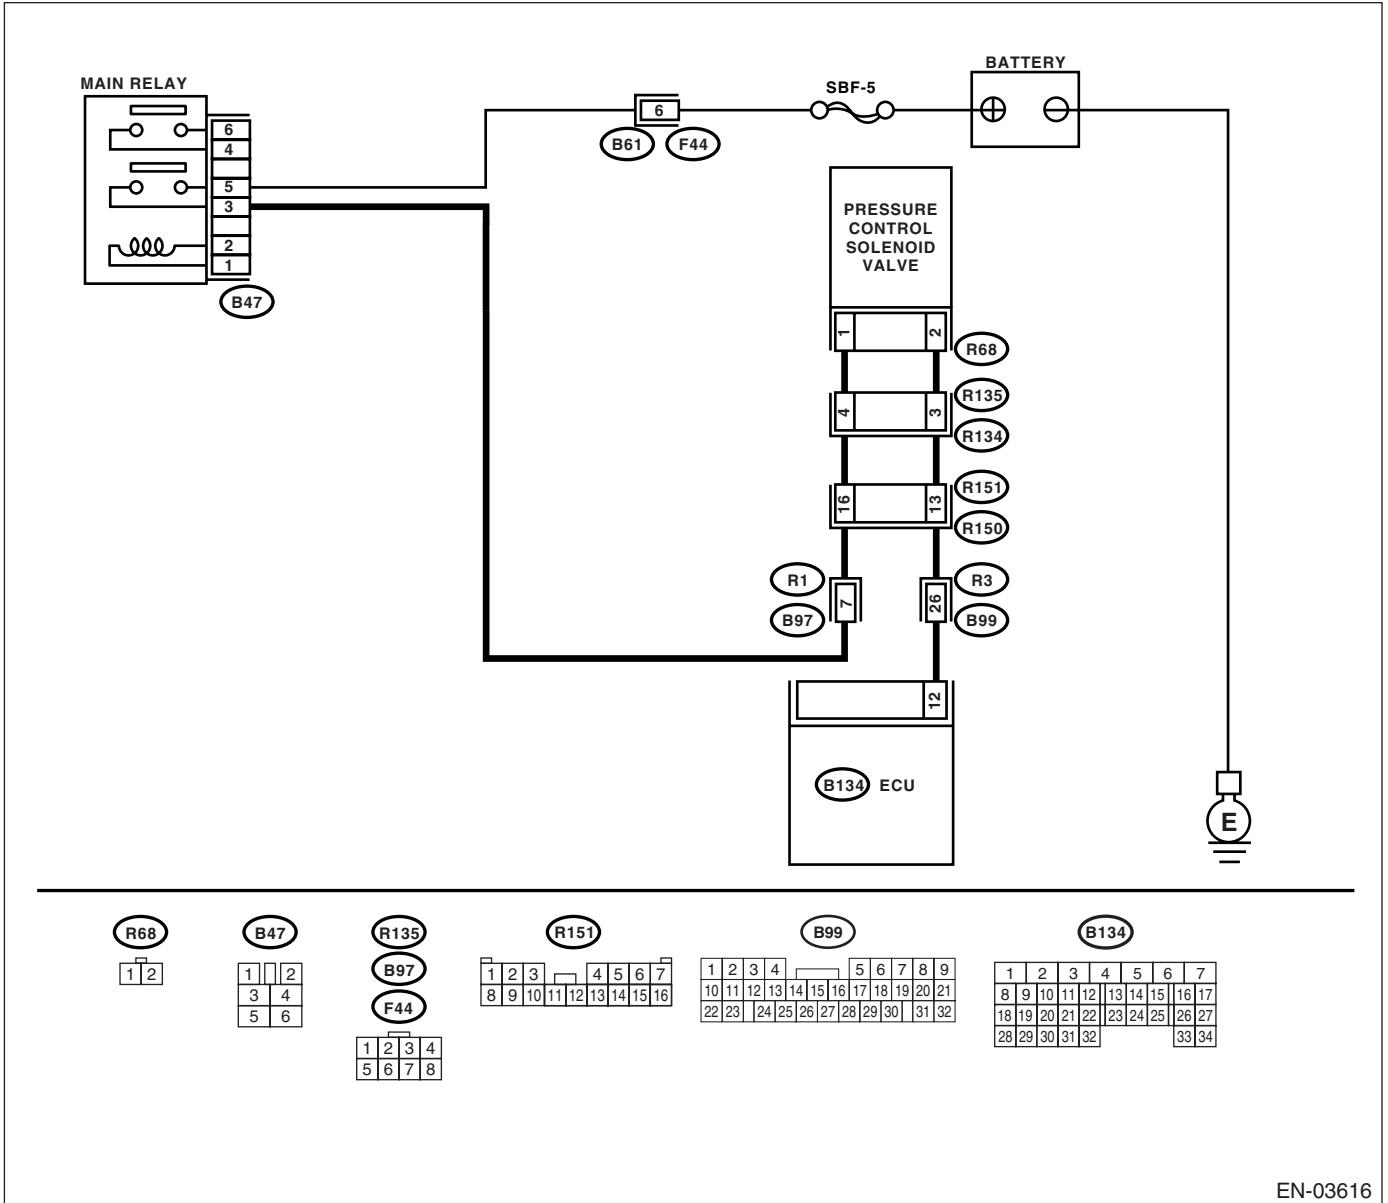 MAIN RELAY
6
4
5
3
2
1
B47
6
B61 F44
SBF-5
BATTERY
PRESSURE
CONTROL
SOLENOID
VALVE
1 2
R68
R135
4 3
R134
R151
16 13
R150
R1 R3
7 26
B97 B99
12
B134 ECU
E
R68
1 2
B47
1 2
3 4
5 6
R135
B97
F44
1 2 3 4
5 6 7 8
R151
1 2 3 4 5 6 7
8 9 10 11 12 13 14 15 16
B99
1 2 3 4 5 6 7 8 9
10 11 12 13 14 15 16 17 18 19 20 21
22 23 24 25 26 27 28 29 30 31 32
B134
1 2 3 4 5 6 7
8 9 10 11 12 13 14 15 16 17
18 19 20 21 22 23 24 25 26 27
28 29 30 31 32 33 34
EN-03616